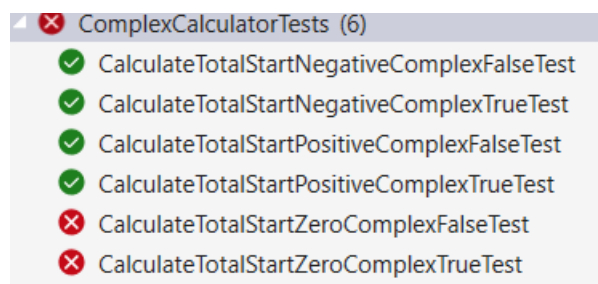 ComplexCalculatorTests (6)
CalculateTotalStartNegativeComplexFalseTest
CalculateTotalStartNegativeComplexTrueTest
CalculateTotalStartPositiveComplexFalseTest
CalculateTotalStartPositiveComplexTrueTest
CalculateTotalStartZeroComplexFalseTest
CalculateTotalStartZeroComplexTrueTest